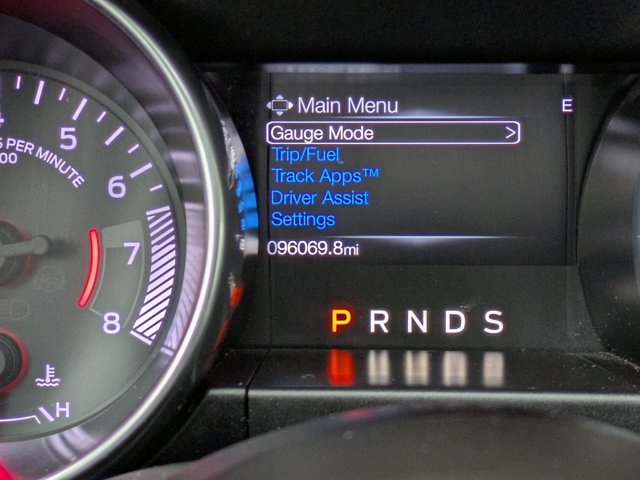 Main Menu
E
Gauge Mode >
Trip/Fuel
Track Apps™
Driver Assist
Settings
096069.8mi
P R N D S
5
PER MINUTE
6
7
8
H